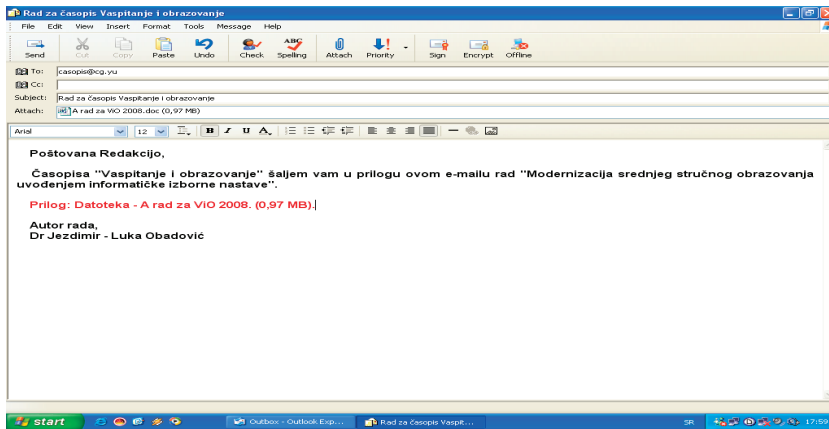 Rad za časopis Vaspitanje i obrazovanje
File Edit View Insert Format Tools Message Help
Send Cut Copy Paste Undo Check Spelling Attach Priority Sign Encrypt Offline
To: casopis@cg.yu
Cc:
Subject: Rad za časopis Vaspitanje i obrazovanje
Attach: A rad za ViO 2008.doc (0,97 MB)
Arial 12 B I U A
Poštovana Redakcijo,
Časopisa "Vaspitanje i obrazovanje" šaljem vam u prilogu ovom e-mailu rad "Modernizacija srednjeg stručnog obrazovanja
uvođenjem informatičke izborne nastave".
Prilog: Datoteka - A rad za ViO 2008. (0,97 MB).
Autor rada,
Dr Jezdimir - Luka Obadović
start Outbox - Outlook Exp... Rad za časopis Vaspit... SR 17:59